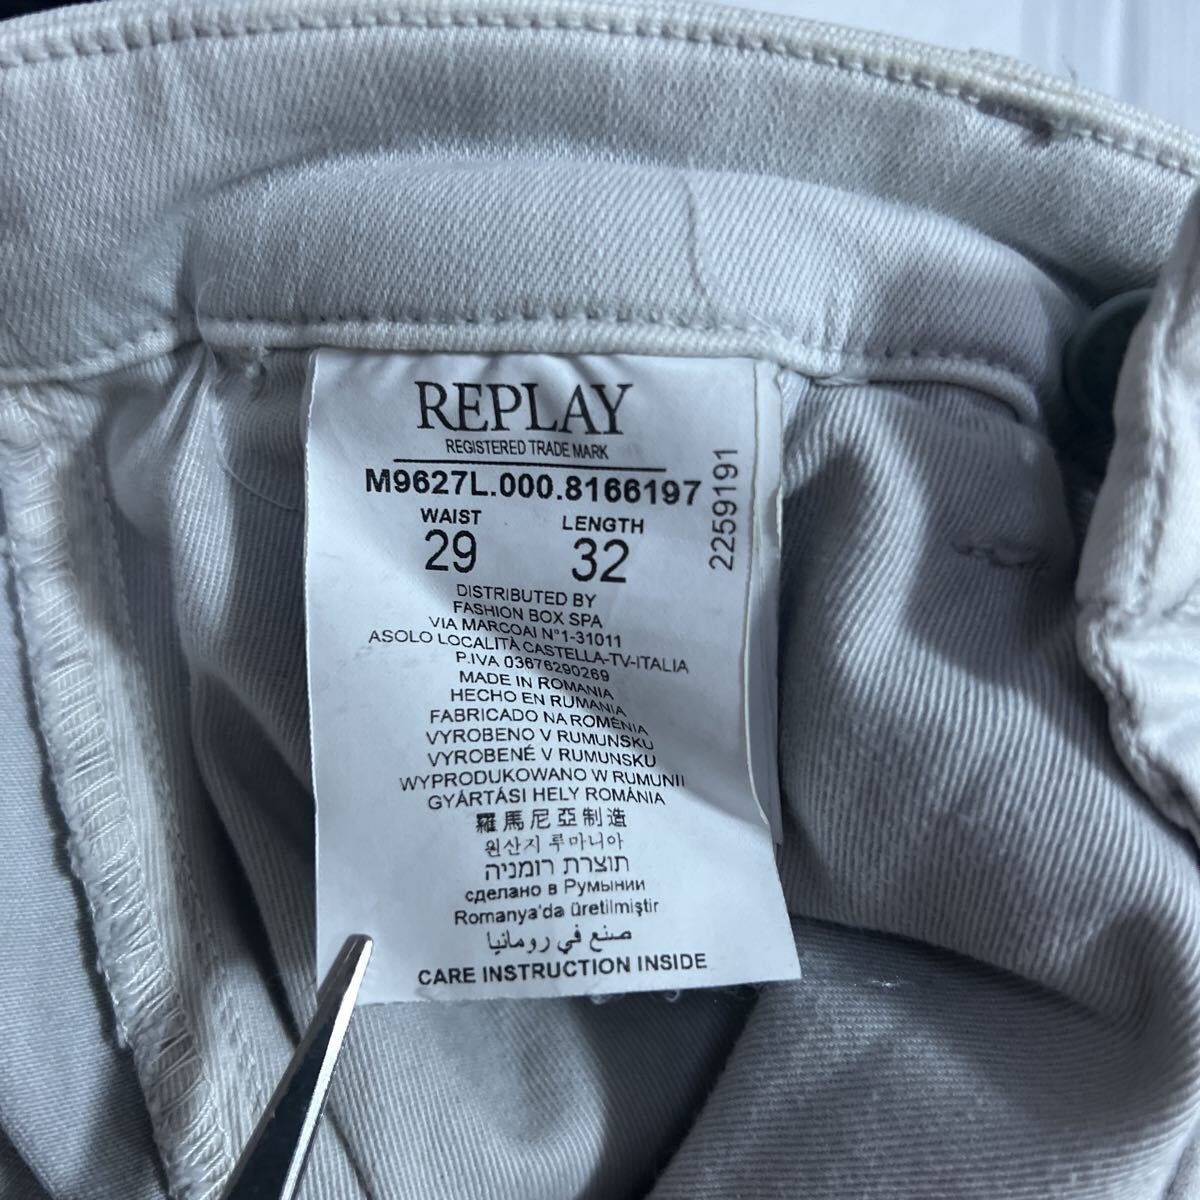 REPLAY
REGISTERED TRADE MARK
M9627L.000.8166197
2259191
WAIST LENGTH
29 32
DISTRIBUTED BY
FASHION BOX SPA
VIA MARCOAI N°1-31011
ASOLO LOCALITÀ CASTELLA-TV-ITALIA
P.IVA 03676290269
MADE IN ROMANIA
HECHO EN RUMANIA
FABRICADO NA ROMÉNIA
VYROBENO V RUMUNSKU
VYROBENÉ V RUMUNSKU
WYPRODUKOWANO W RUMUNII
GYÁRTÁSI HELY ROMÁNIA
羅馬尼亞制造
원산지 루마니아
תוצרת רומניה
сделано в Румынии
Romanya'da üretilmiştir
صنع في رومانيا
CARE INSTRUCTION INSIDE